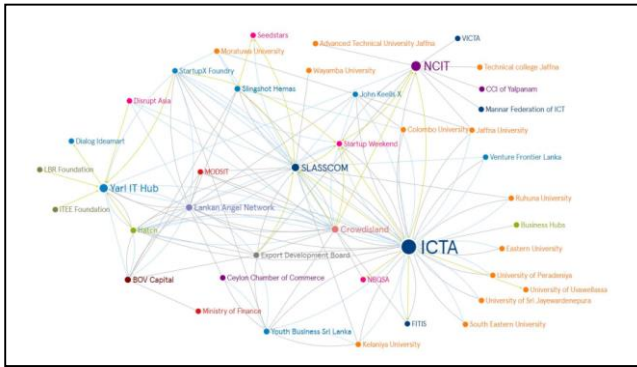 Seedstars
Moratuwa University
Advanced Technical University Jaffna
VICTA
StartupX Foundry
Wayamba University
NCIT
Technical college Jaffna
Slingshot Hemas
John Keells X
CCI of Yalpanam
Disrupt Asia
Mannar Federation of ICT
Colombo University
Jaffna University
Dialog Ideamart
Startup Weekend
Venture Frontier Lanka
LBR Foundation
SLASSCOM
MODSIT
Yarl IT Hub
Ruhuna University
ITEE Foundation
Lankan Angel Network
Business Hubs
Hatch
Crowdisland
ICTA
Eastern University
Export Development Board
BOV Capital
Ceylon Chamber of Commerce
NBQSA
University of Peradeniya
University of Uwawellassa
University of Sri Jayewardenepura
Ministry of Finance
FITIS
South Eastern University
Youth Business Sri Lanka
Kelaniya University